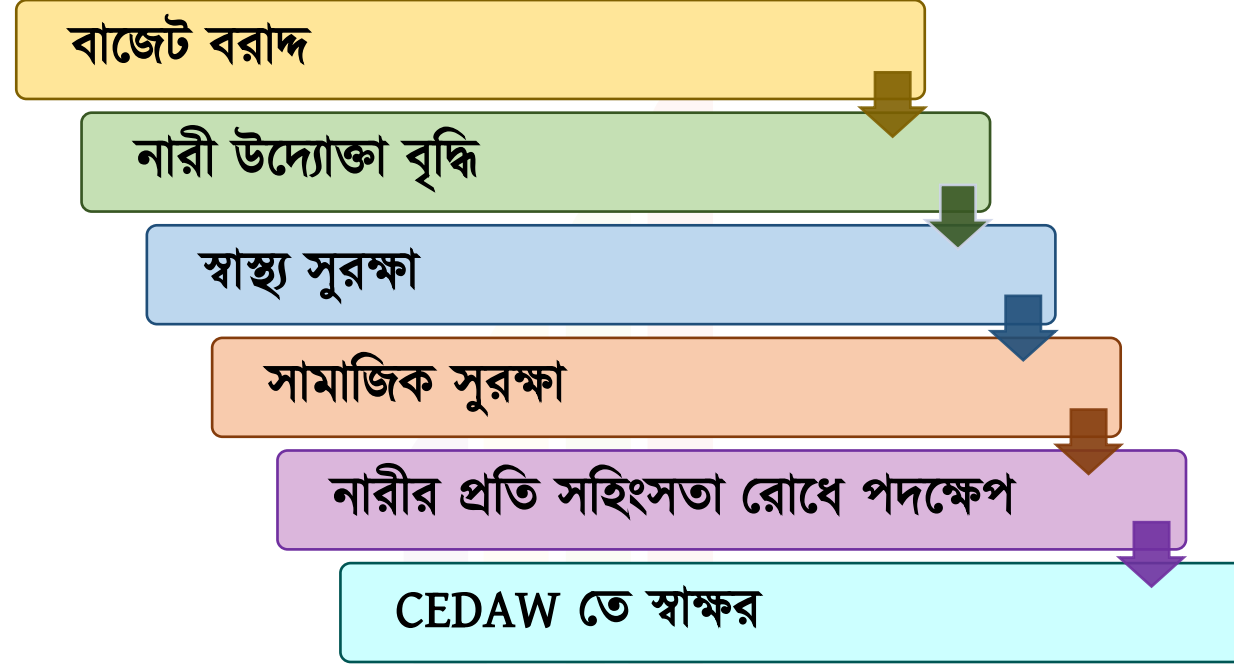 বাজেট বরাদ্দ
নারী উদ্যোক্তা বৃদ্ধি
স্বাস্থ্য সুরক্ষা
সামাজিক সুরক্ষা
নারীর প্রতি সহিংসতা রোধে পদক্ষেপ
CEDAW তে স্বাক্ষর